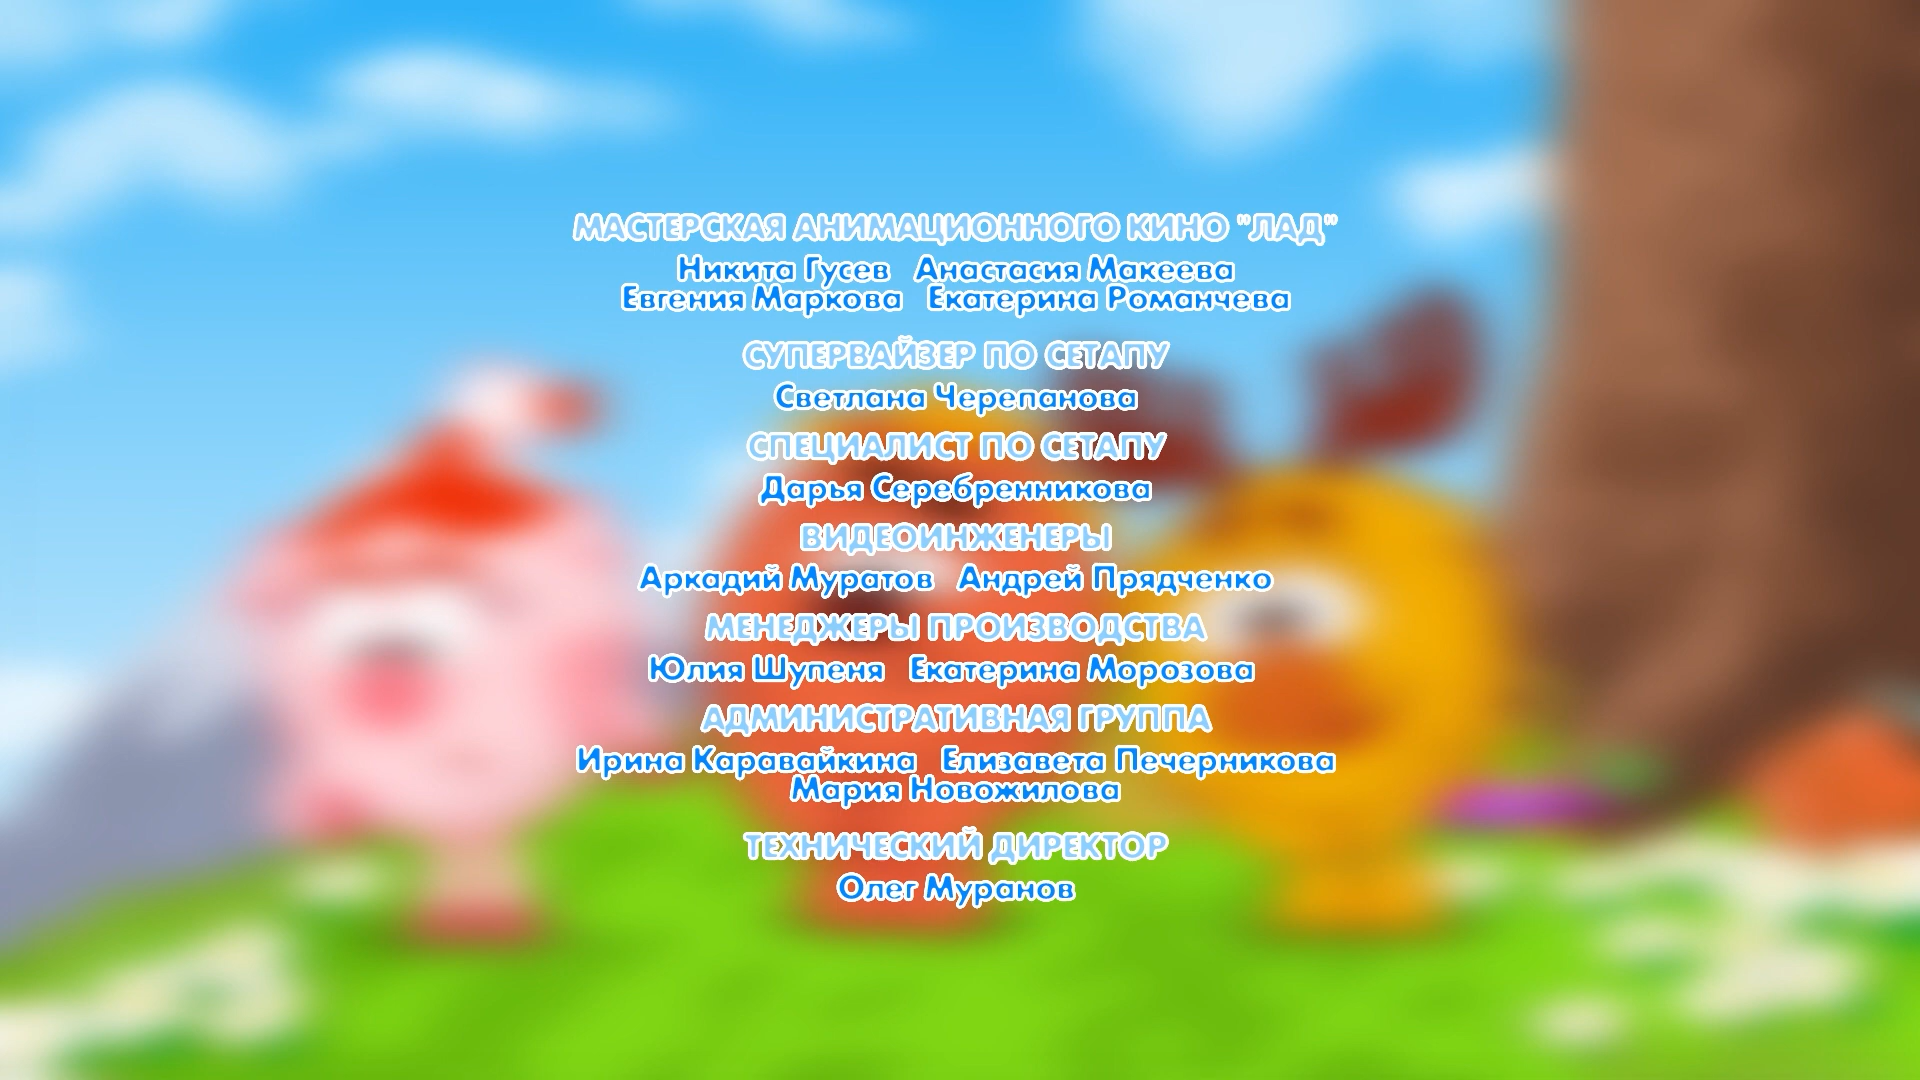 МАСТЕРСКАЯ АНИМАЦИОННОГО КИНО "ЛАД"
Никита Гусев Анастасия Макеева
Евгения Маркова Екатерина Романчева
СУПЕРВАЙЗЕР ПО СЕТАПУ
Светлана Черепанова
СПЕЦИАЛИСТ ПО СЕТАПУ
Дарья Серебренникова
ВИДЕОИНЖЕНЕРЫ
Аркадий Муратов Андрей Прядченко
МЕНЕДЖЕРЫ ПРОИЗВОДСТВА
Юлия Шупеня Екатерина Морозова
АДМИНИСТРАТИВНАЯ ГРУППА
Ирина Каравайкина Елизавета Печерникова
Мария Новожилова
ТЕХНИЧЕСКИЙ ДИРЕКТОР
Олег Муранов